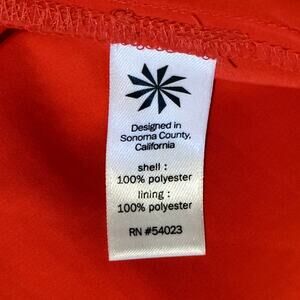 Designed in
Sonoma County,
California
shell :
100% polyester
lining :
100% polyester
RN #54023